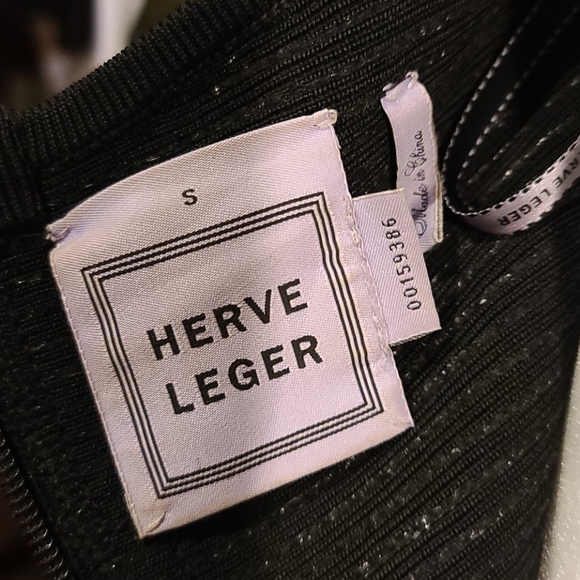 S
HERVE
LEGER
00159386
Made in China
HERVE LEGER